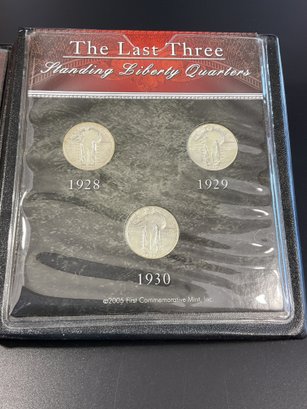 The Last Three
Standing Liberty Quarters
1928
1929
1930
©2005 First Commemorative Mint, Inc.